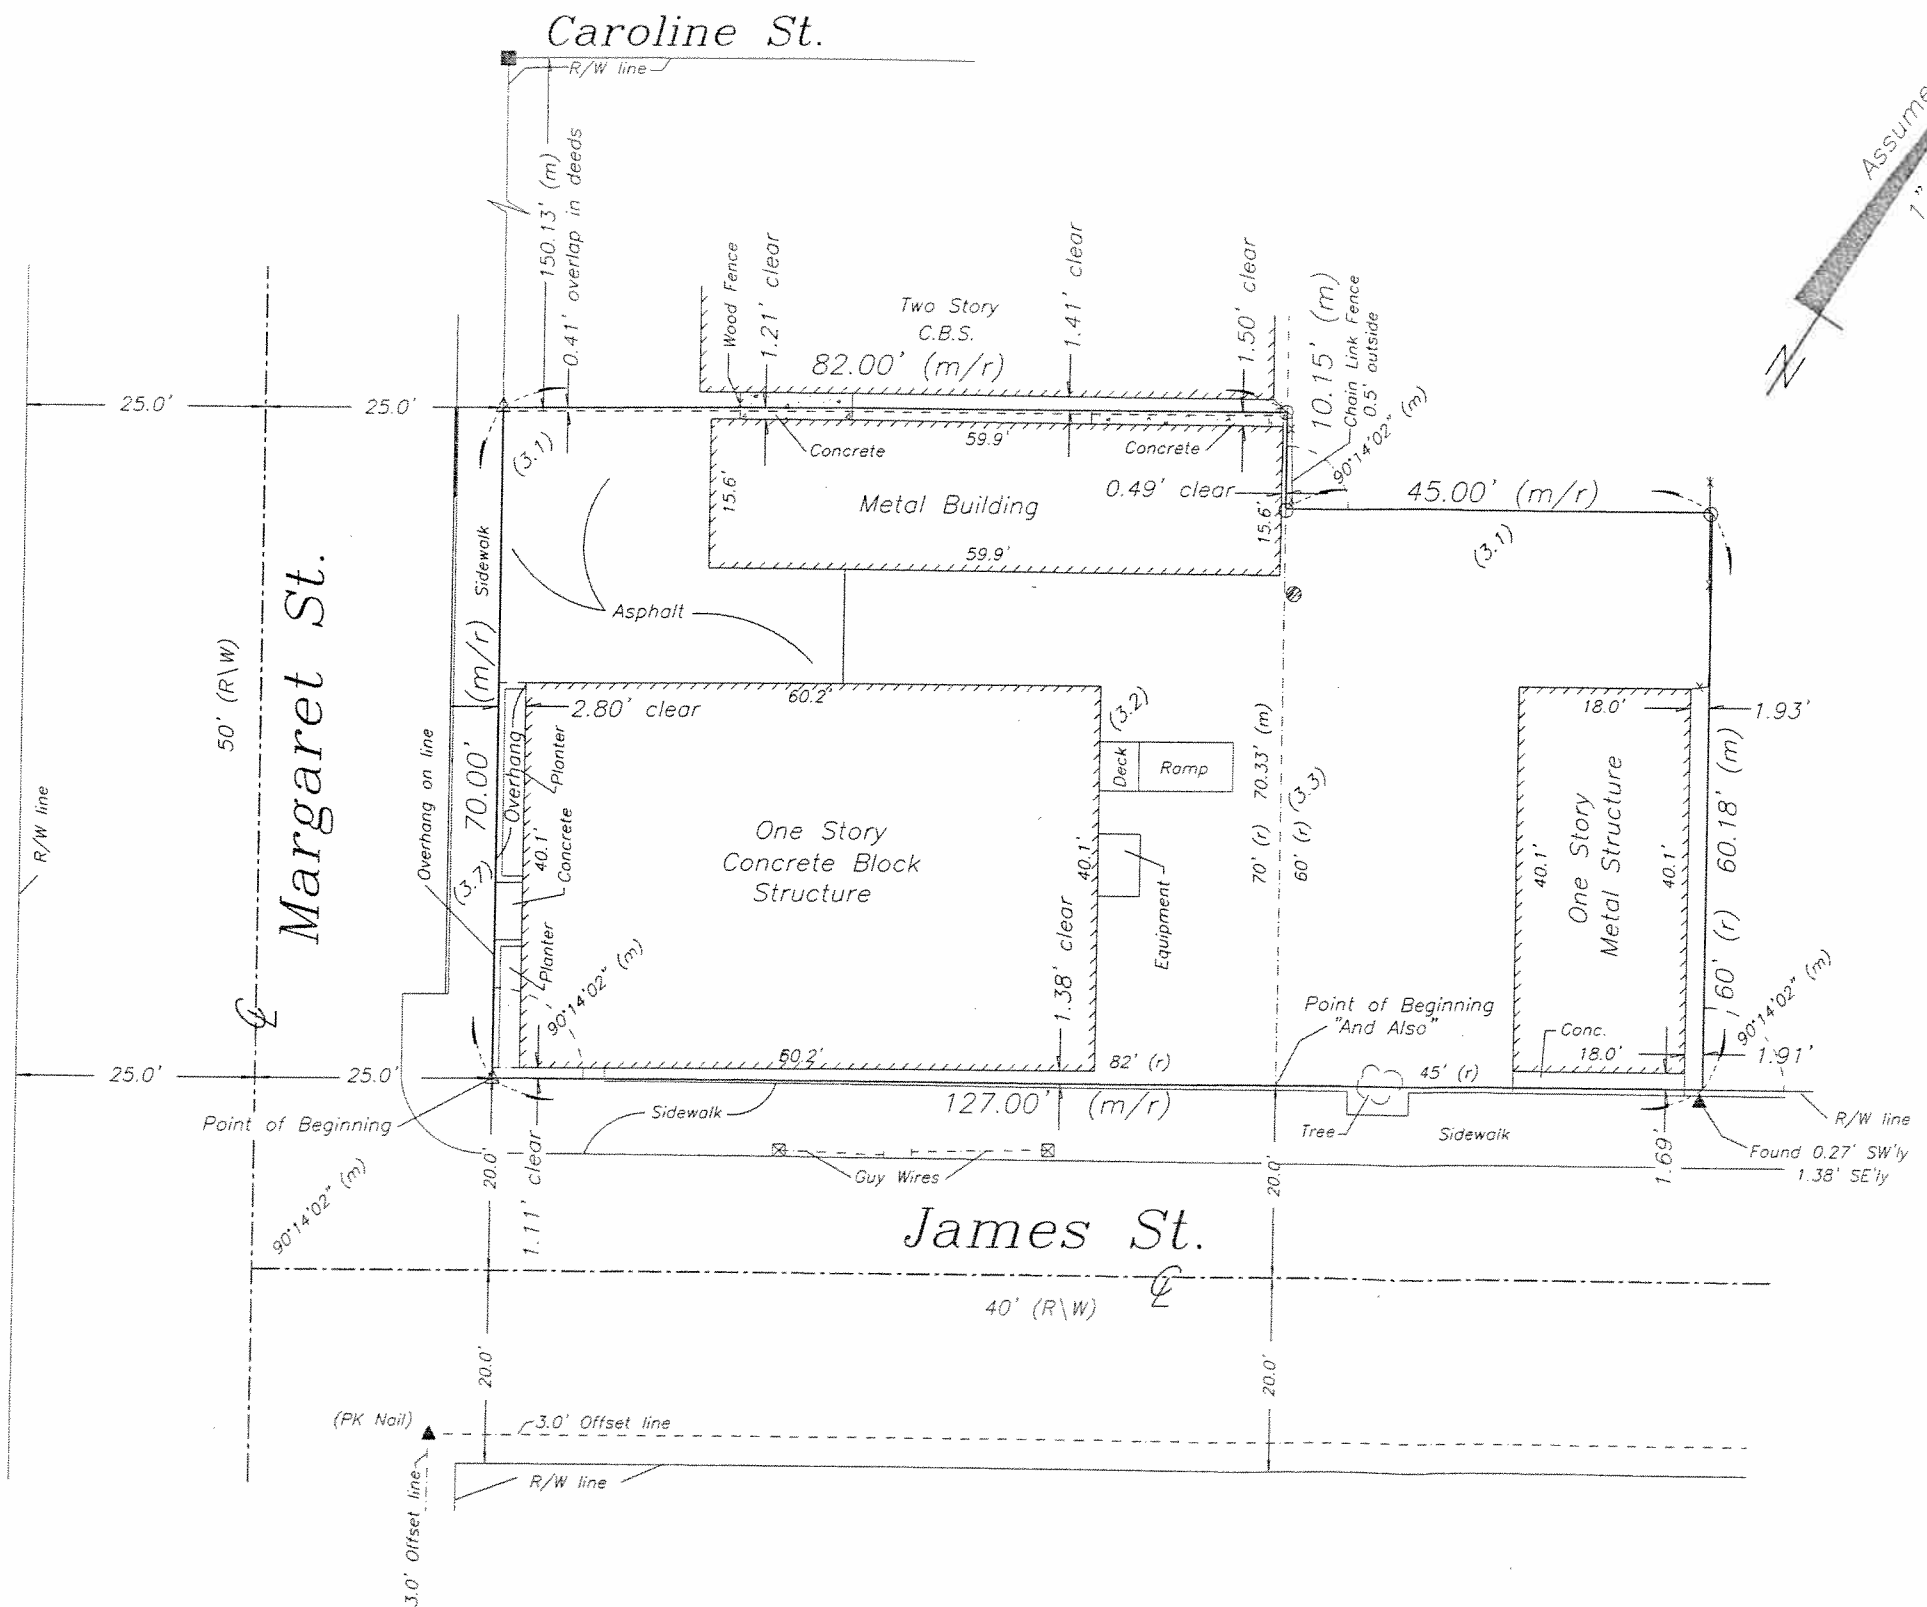 Caroline St.
R/W line
150.13' (m)
0.41' overlap in deeds
Assume
1"
N
Wood Fence
1.21' clear
Two Story
C.B.S.
82.00' (m/r)
1.41' clear
1.50' clear
10.15' (m)
Chain Link Fence
0.5' outside
90°14'02" (m)
25.0'
25.0'
(3.1)
Concrete
59.9'
Concrete
15.6'
Metal Building
0.49' clear
15.6'
59.9'
45.00' (m/r)
(3.1)
Sidewalk
Asphalt
50' (R\W)
Margaret St.
R/W line
70.00' (m/r)
(3.7)
Overhang on line
Overhang
2.80' clear
60.2'
Planter
40.1'
Concrete
Planter
90°14'02" (m)
One Story
Concrete Block
Structure
(3.2)
Deck
Ramp
40.1'
Equipment
1.38' clear
70' (r) 70.33' (m)
60' (r) (3.3)
18.0'
1.93'
One Story
Metal Structure
40.1'
40.1'
60' (r) 60.18' (m)
90°14'02" (m)
Point of Beginning
"And Also"
Conc.
18.0'
1.91'
60.2'
82' (r)
45' (r)
25.0'
25.0'
Point of Beginning
Sidewalk
127.00' (m/r)
Tree
Sidewalk
R/W line
Found 0.27' SW'ly
1.38' SE'ly
1.69'
Guy Wires
20.0'
1.11' clear
20.0'
90°14'02" (m)
James St.
40' (R\W)
20.0'
20.0'
(PK Nail)
3.0' Offset line
R/W line
3.0' Offset line